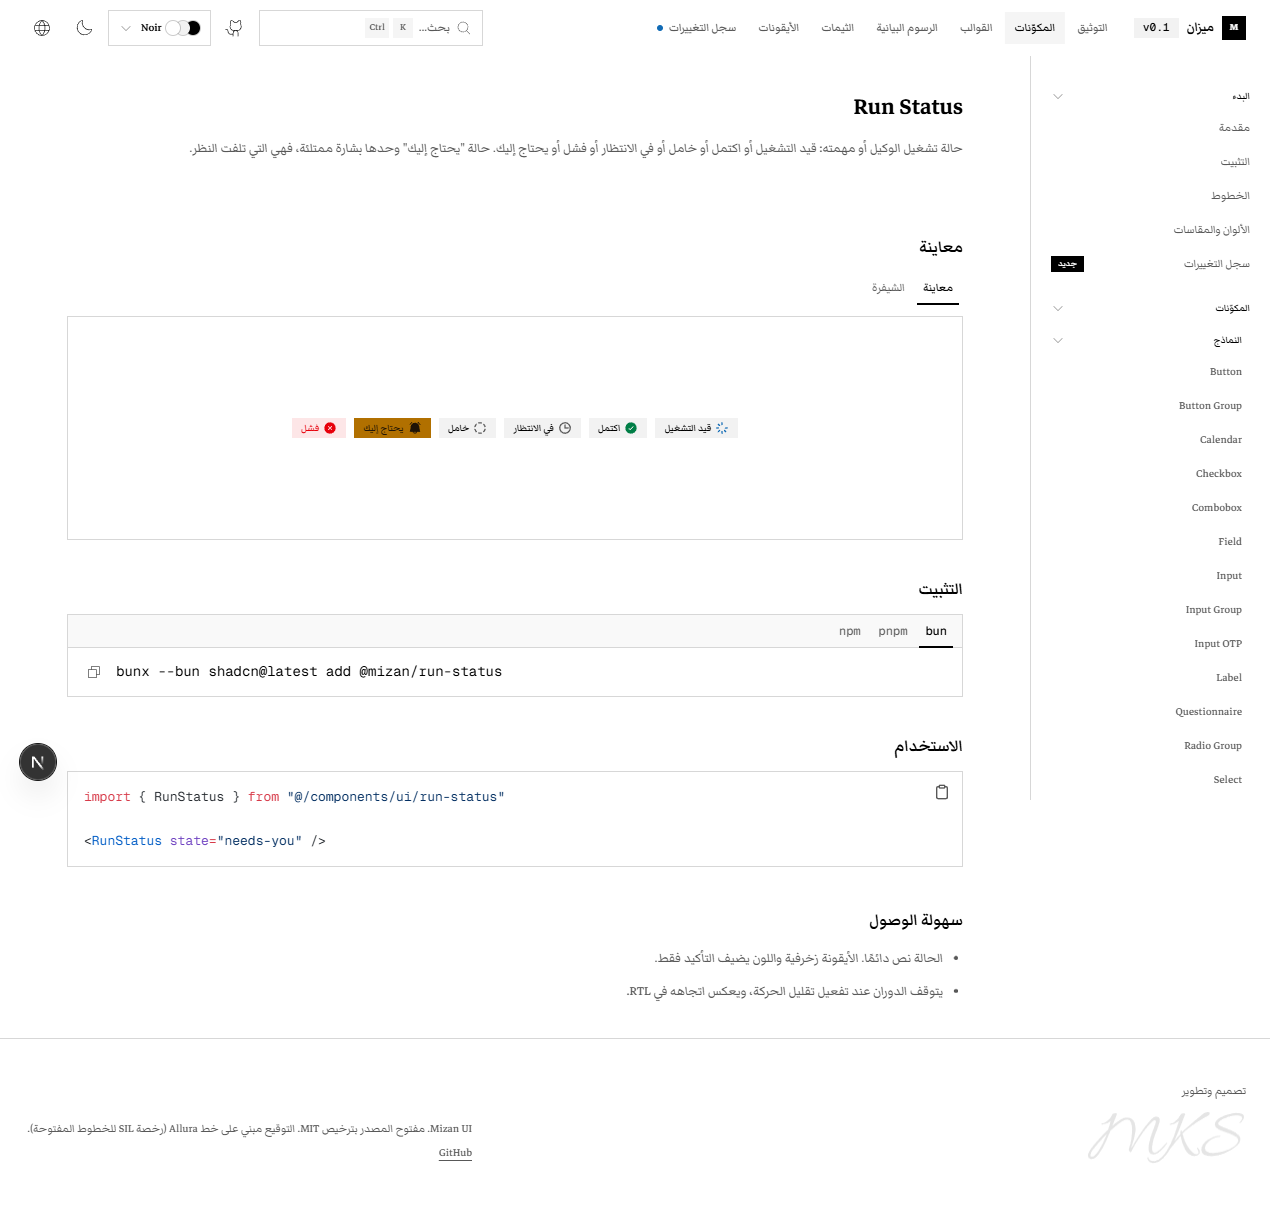 M ميزان v0.1 التوثيق المكوّنات القوالب الرسوم البيانية الثيمات الأيقونات سجل التغييرات بحث... Ctrl K Noir
البدء
مقدمة
التثبيت
الخطوط
الألوان والمقاسات
سجل التغييرات جديد
المكوّنات
النماذج
Button
Button Group
Calendar
Checkbox
Combobox
Field
Input
Input Group
Input OTP
Label
Questionnaire
Radio Group
Select
Run Status
حالة تشغيل الوكيل أو مهمته: قيد التشغيل أو اكتمل أو خامل أو في الانتظار أو فشل أو يحتاج إليك. حالة "يحتاج إليك" وحدها بشارة ممتلئة، فهي التي تلفت النظر.
معاينة
معاينة الشيفرة
قيد التشغيل اكتمل في الانتظار خامل يحتاج إليك فشل
التثبيت
bun pnpm npm
bunx --bun shadcn@latest add @mizan/run-status
الاستخدام
import { RunStatus } from "@/components/ui/run-status"
<RunStatus state="needs-you" />
سهولة الوصول
• الحالة نص دائمًا. الأيقونة زخرفية واللون يضيف التأكيد فقط.
• يتوقف الدوران عند تفعيل تقليل الحركة، ويعكس اتجاهه في RTL.
تصميم وتطوير
MKS
Mizan UI. مفتوح المصدر بترخيص MIT. التوقيع مبني على خط Allura (رخصة SIL للخطوط المفتوحة).
GitHub
N